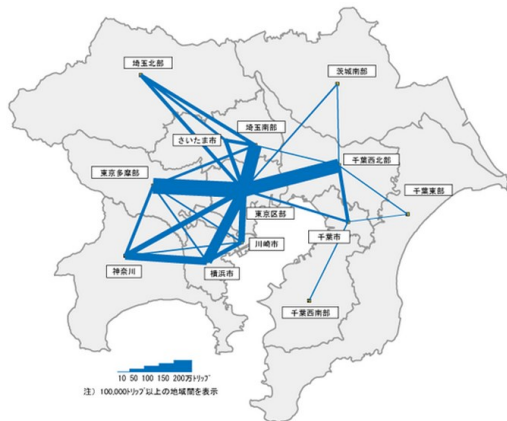 埼玉北部
茨城南部
埼玉南部
さいたま市
千葉西北部
東京多摩部
千葉東部
東京区部
千葉市
川崎市
神奈川
横浜市
千葉西南部
10 50 100 150 200万トリップ
注）100,000トリップ以上の地域間を表示